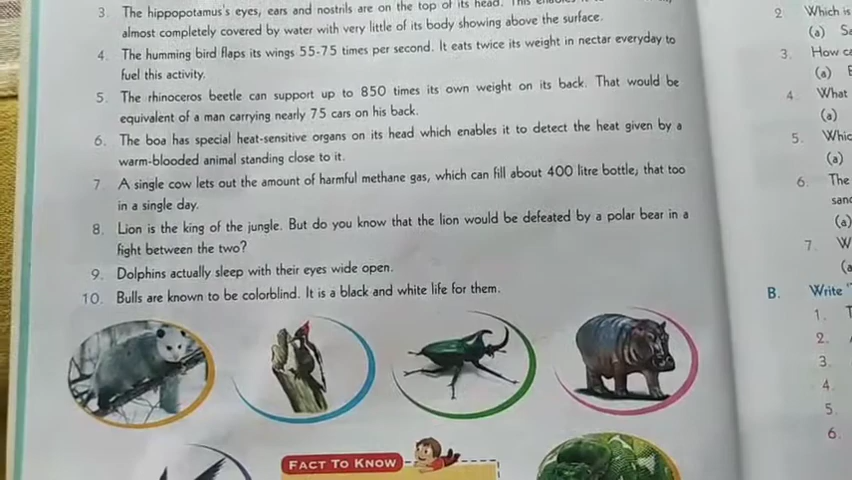 3. The hippopotamus's eyes, ears and nostrils are on the top of its head. This
almost completely covered by water with very little of its body showing above the surface.
4. The humming bird flaps its wings 55-75 times per second. It eats twice its weight in nectar everyday to
fuel this activity.
5. The rhinoceros beetle can support up to 850 times its own weight on its back. That would be
equivalent of a man carrying nearly 75 cars on his back.
6. The boa has special heat-sensitive organs on its head which enables it to detect the heat given by a
warm-blooded animal standing close to it.
7 A single cow lets out the amount of harmful methane gas, which can fill about 400 litre bottle, that too
in a single day.
8. Lion is the king of the jungle. But do you know that the lion would be defeated by a polar bear in a
fight between the two?
9. Dolphins actually sleep with their eyes wide open.
10. Bulls are known to be colorblind. It is a black and white life for them.
FACT TO KNOW
2 Which is
(a)
3. How
(a)
4. What
(a)
5.
(a)
6. The
(a)
7.
(a
B. Write
1.
2.
3.
4.
5.
6.